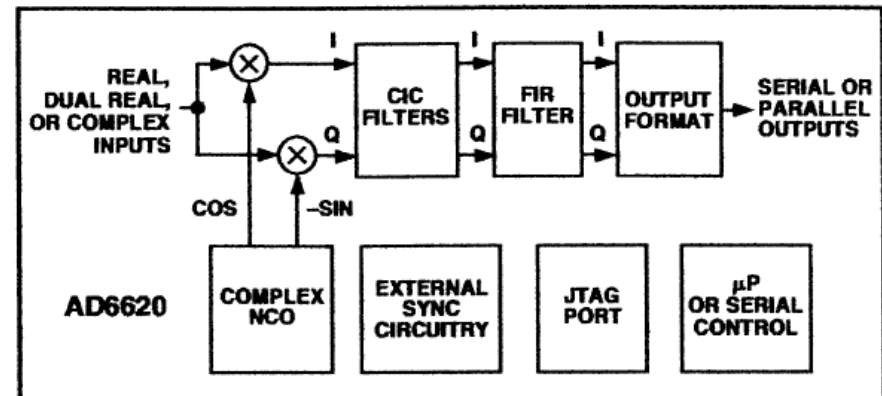 REAL,
DUAL REAL,
OR COMPLEX
INPUTS
I
Q
CIC
FILTERS
I
Q
FIR
FILTER
I
Q
OUTPUT
FORMAT
SERIAL OR
PARALLEL
OUTPUTS
COS
–SIN
AD6620
COMPLEX
NCO
EXTERNAL
SYNC
CIRCUITRY
JTAG
PORT
µP
OR SERIAL
CONTROL